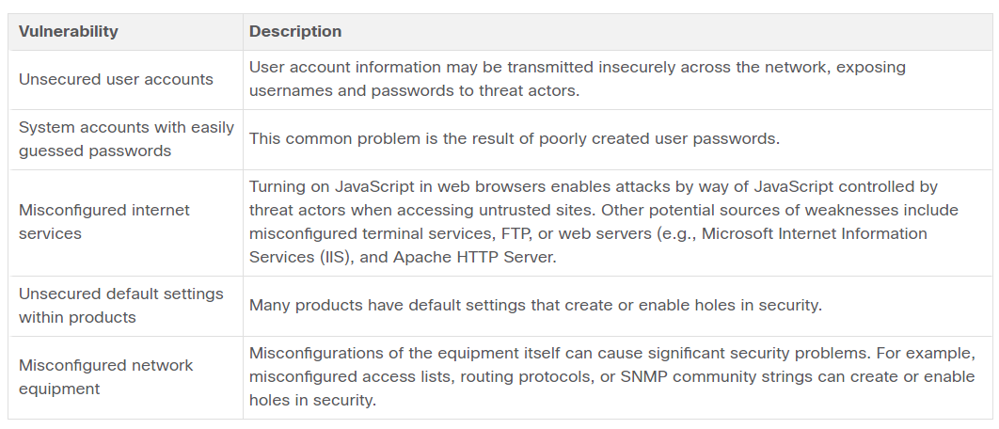 Vulnerability
Description
Unsecured user accounts
User account information may be transmitted insecurely across the network, exposing
usernames and passwords to threat actors.
System accounts with easily
guessed passwords
This common problem is the result of poorly created user passwords.
Misconfigured internet
services
Turning on JavaScript in web browsers enables attacks by way of JavaScript controlled by
threat actors when accessing untrusted sites. Other potential sources of weaknesses include
misconfigured terminal services, FTP, or web servers (e.g., Microsoft Internet Information
Services (IIS), and Apache HTTP Server.
Unsecured default settings
within products
Many products have default settings that create or enable holes in security.
Misconfigured network
equipment
Misconfigurations of the equipment itself can cause significant security problems. For example,
misconfigured access lists, routing protocols, or SNMP community strings can create or enable
holes in security.